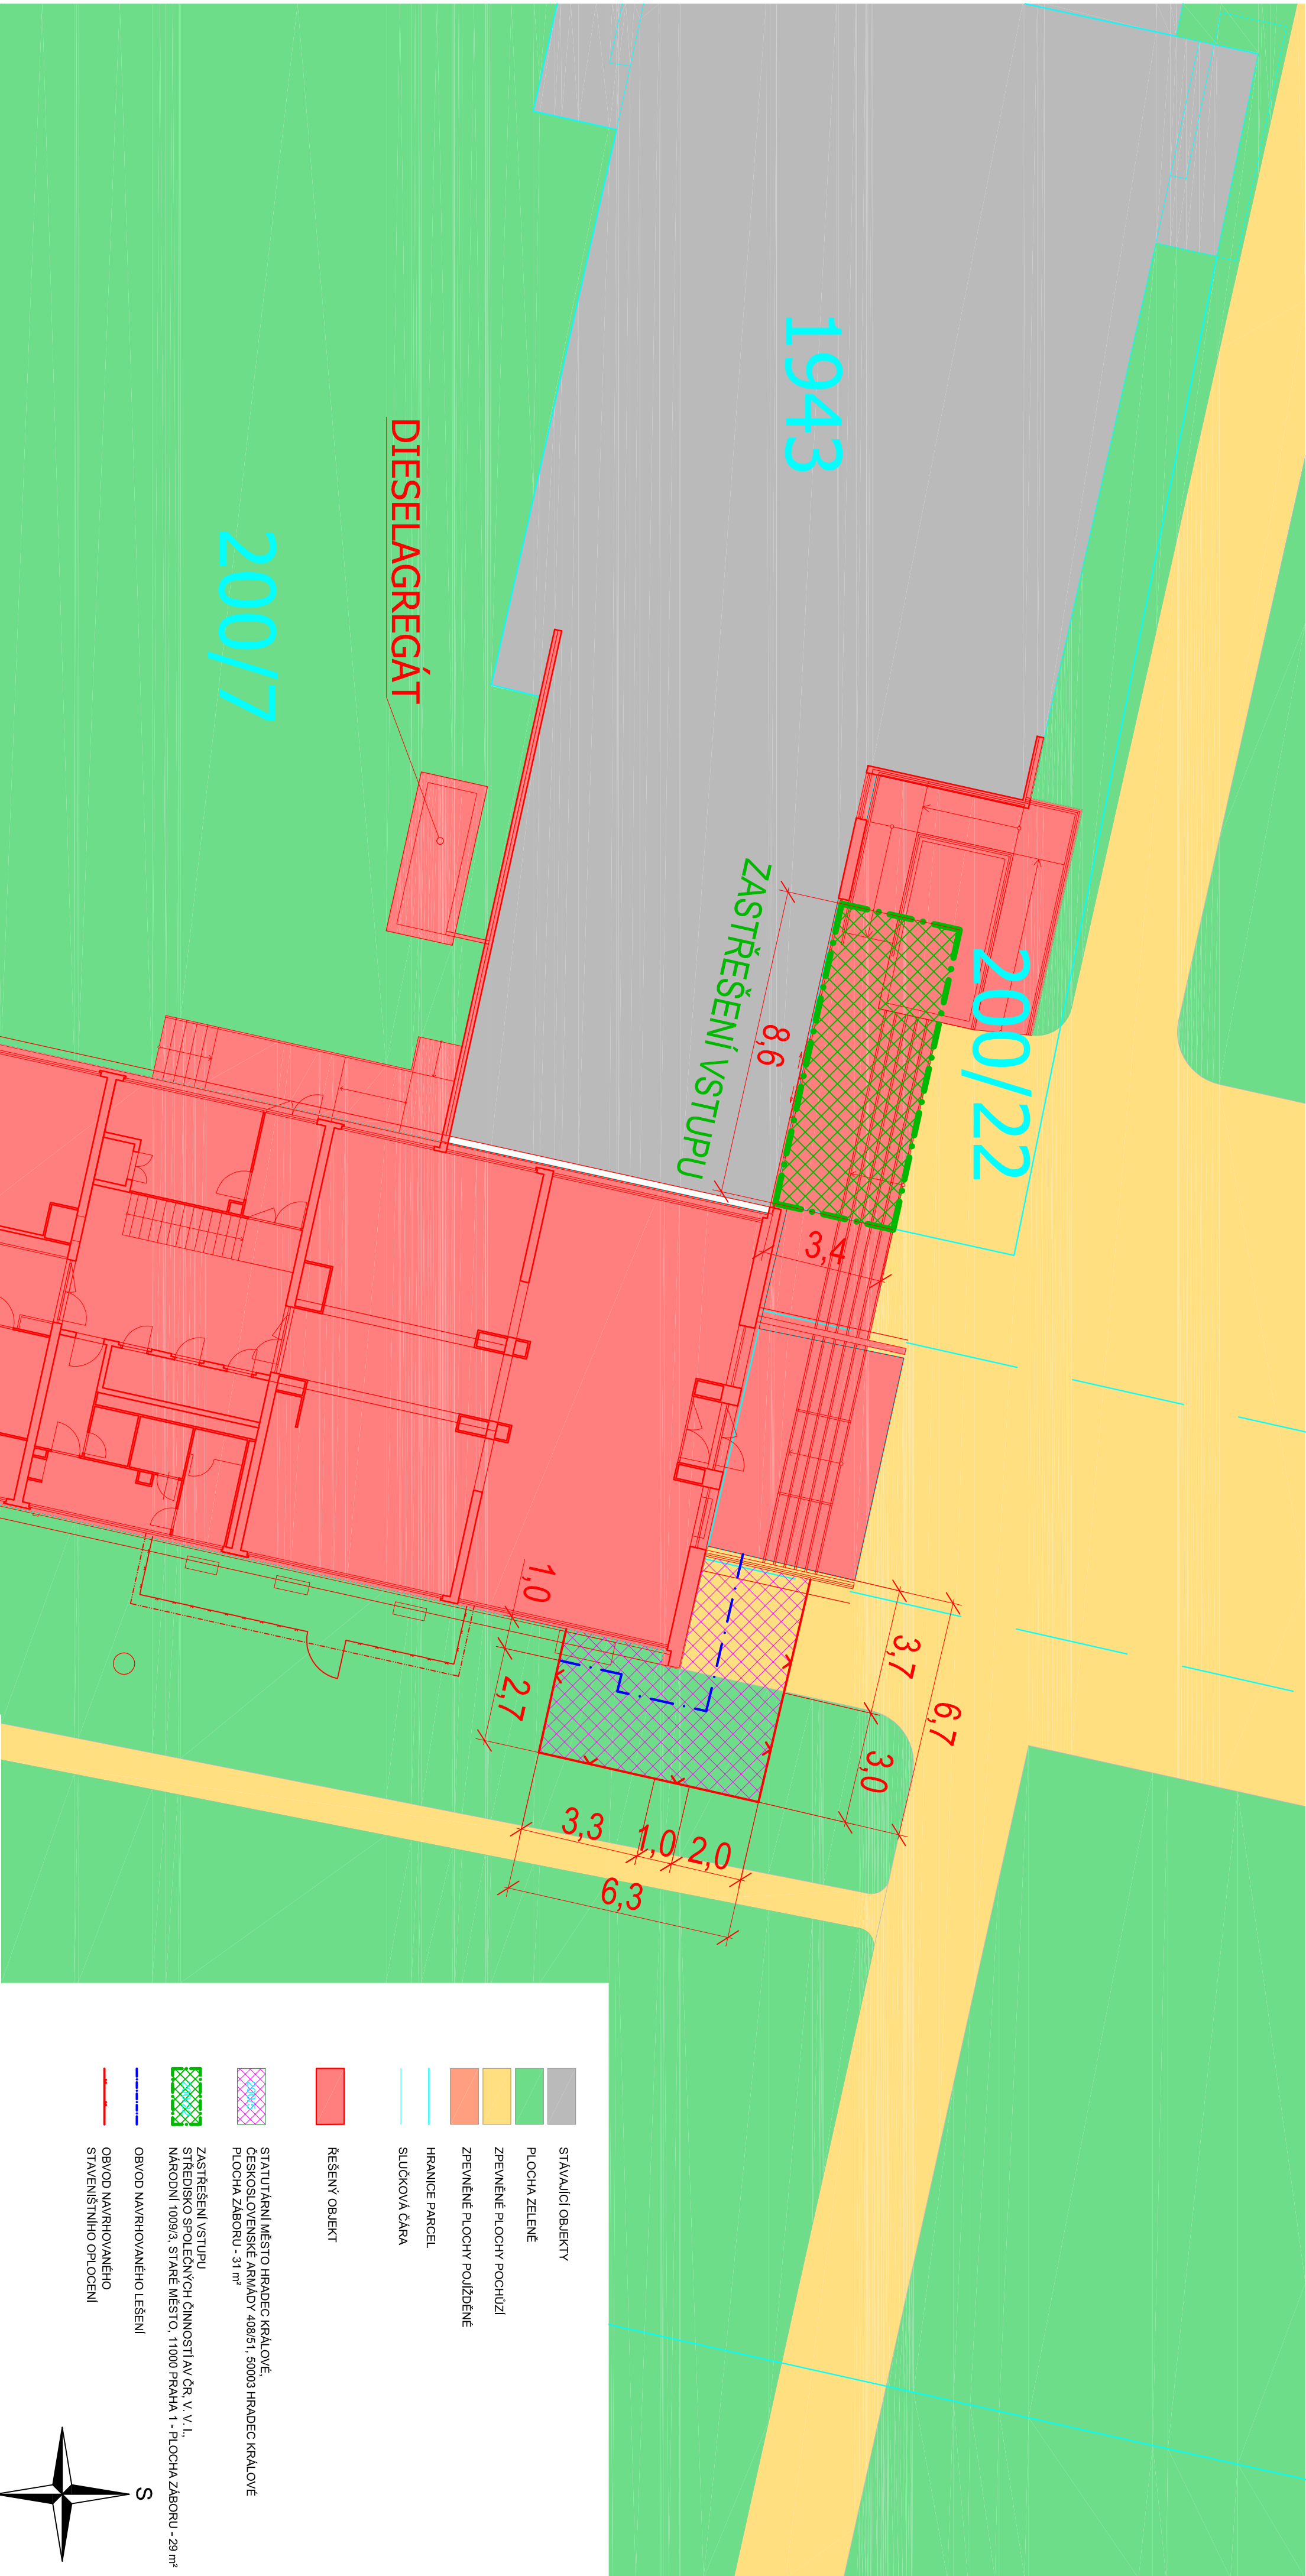 1943
200/7
200/22
DIESELAGREGÁT
ZASTŘEŠENÍ VSTUPU
8,6
3,4
1,0
2,7
3,7
6,7
3,0
3,3
1,0
2,0
6,3
STÁVAJÍCÍ OBJEKTY
PLOCHA ZELENĚ
ZPEVNĚNÉ PLOCHY POCHŮZÍ
ZPEVNĚNÉ PLOCHY POJÍŽDĚNÉ
HRANICE PARCEL
SLUČKOVÁ ČÁRA
ŘEŠENÝ OBJEKT
STATUTÁRNÍ MĚSTO HRADEC KRÁLOVÉ,
ČESKOSLOVENSKÉ ARMÁDY 408/51, 50003 HRADEC KRÁLOVÉ
PLOCHA ZÁBORU - 31 m²
ZASTŘEŠENÍ VSTUPU
STŘEDISKO SPOLEČNÝCH ČINNOSTÍ AV ČR, V. V. I.,
NÁRODNÍ 1009/3, STARÉ MĚSTO, 11000 PRAHA 1 - PLOCHA ZÁBORU - 29 m²
OBVOD NAVRHOVANÉHO LEŠENÍ
OBVOD NAVRHOVANÉHO
STAVENIŠTNÍHO OPLOCENÍ
S